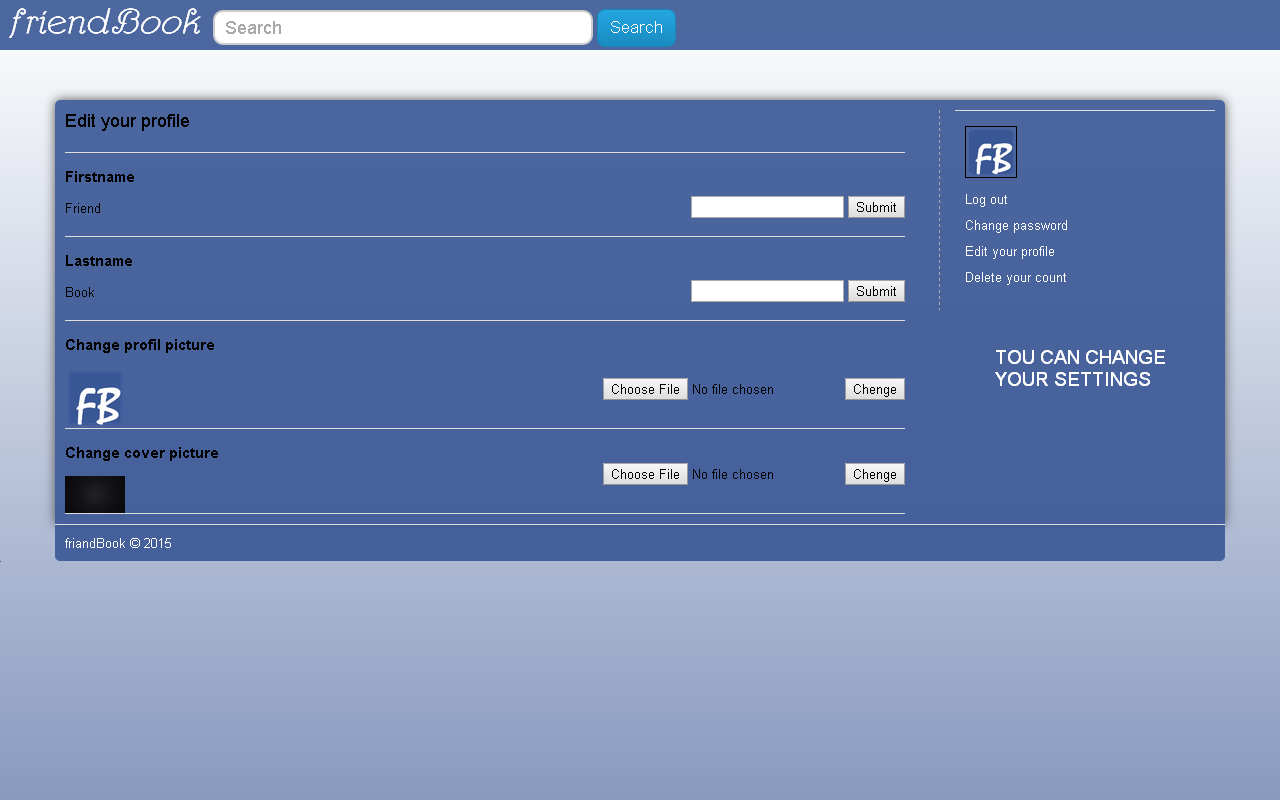 friendBook
Search Search
Edit your profile
Firstname
Friend Submit
Lastname
Book Submit
Change profil picture
FB Choose File No file chosen Chenge
Change cover picture
Choose File No file chosen Chenge
FB
Log out
Change password
Edit your profile
Delete your count
TOU CAN CHANGE
YOUR SETTINGS
friandBook © 2015